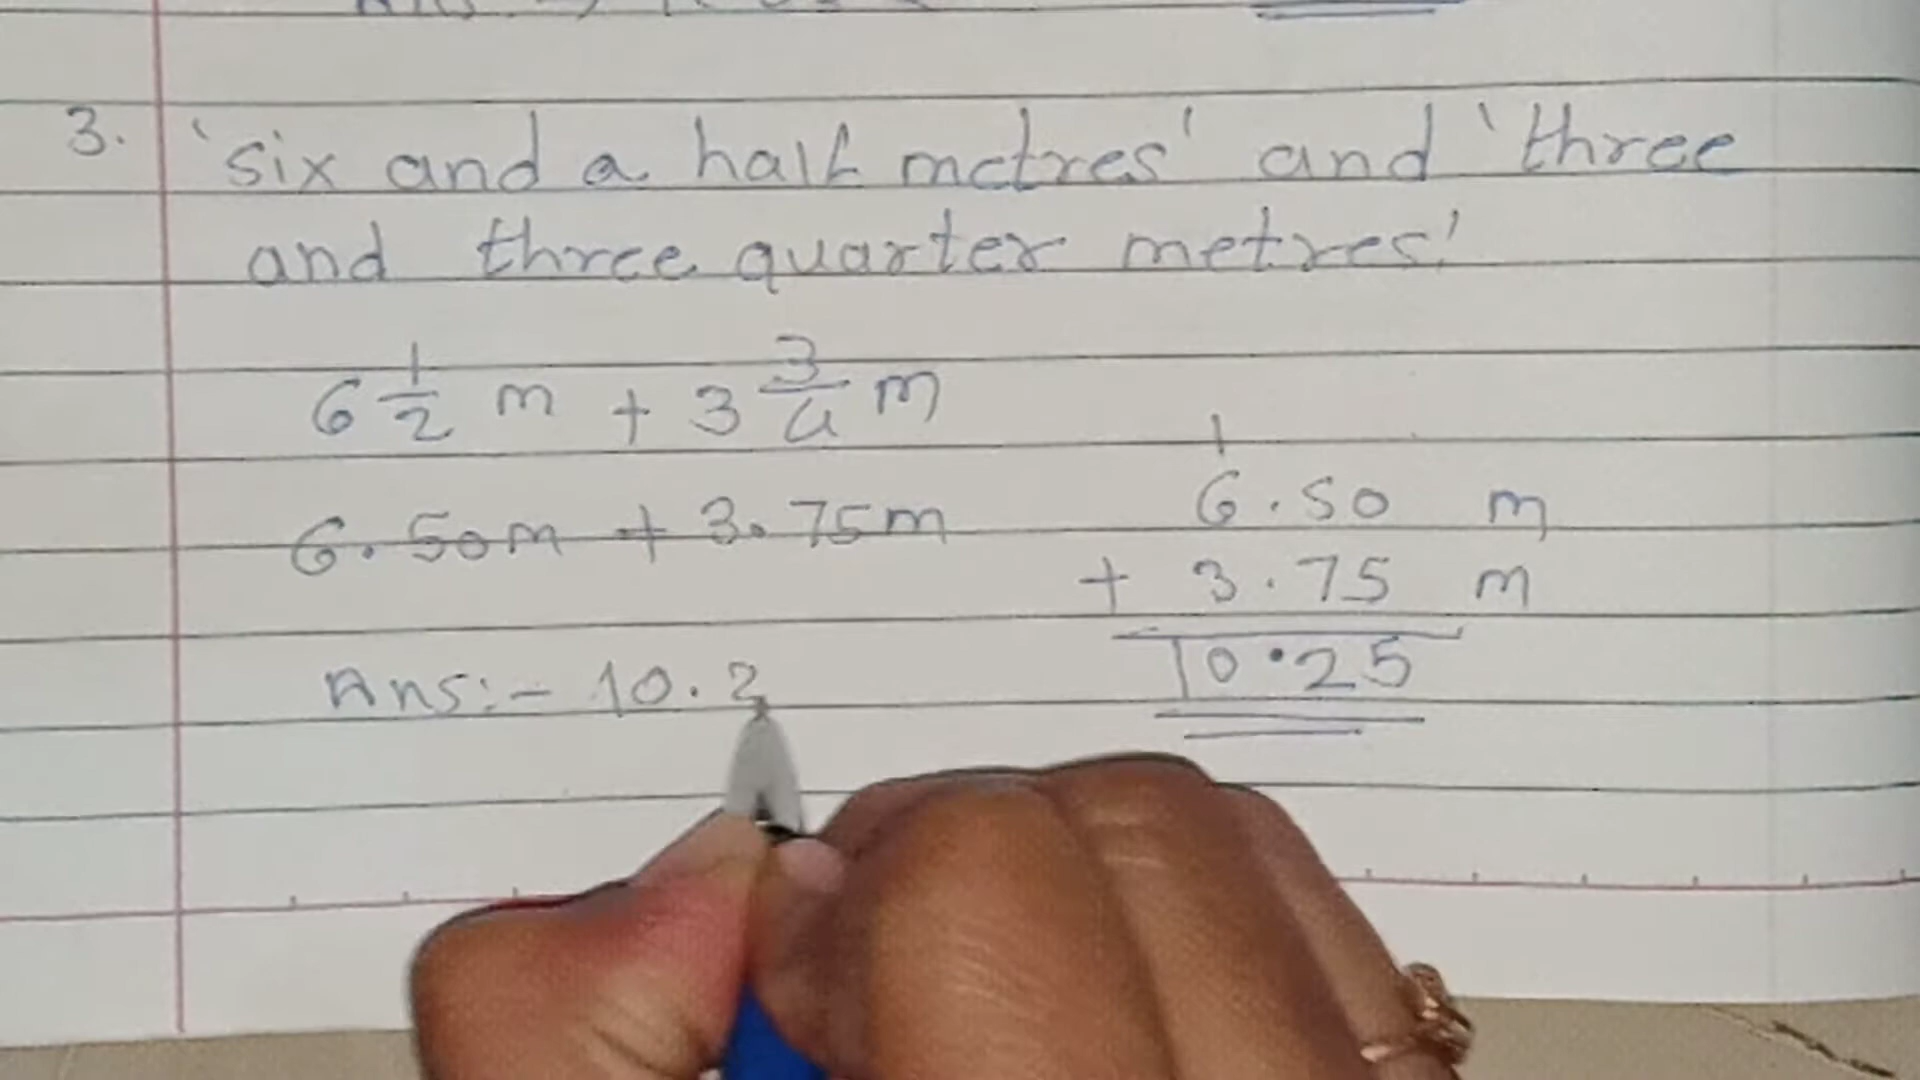 3. 'six and a half metres' and 'three
and three quarter metres'
6 1/2 m + 3 3/4 m
6.50m + 3.75m
1
6.50 m
+ 3.75 m
10.25
Ans:- 10.2